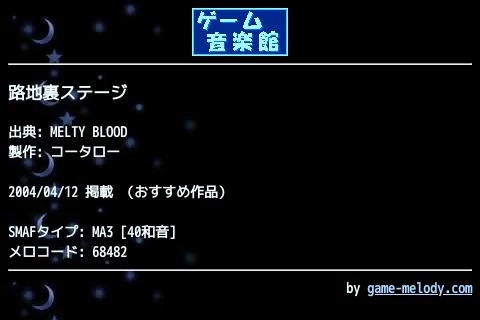 ゲーム
音楽館
路地裏ステージ
出典: MELTY BLOOD
製作: コータロー
2004/04/12 掲載 (おすすめ作品)
SMAFタイプ: MA3 [40和音]
メロコード: 68482
by game-melody.com